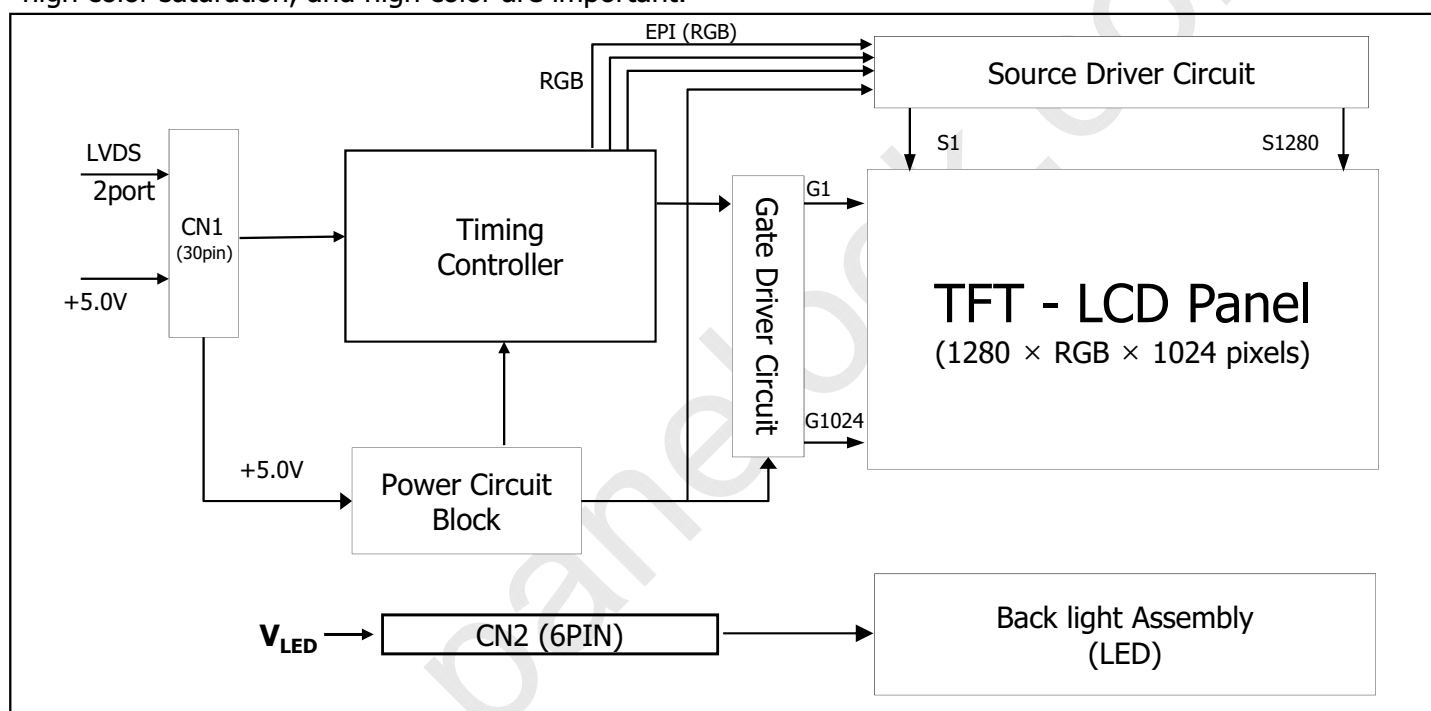 high color saturation, and high color are important.
EPI (RGB)
RGB
Source Driver Circuit
S1
S1280
LVDS
2port
+5.0V
CN1
(30pin)
Timing
Controller
Gate Driver Circuit
G1
G1024
TFT - LCD Panel
(1280 × RGB × 1024 pixels)
+5.0V
Power Circuit
Block
VLED
CN2 (6PIN)
Back light Assembly
(LED)